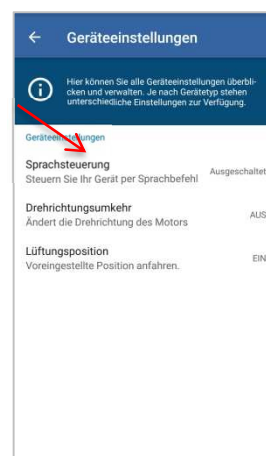 Geräteeinstellungen
Hier können Sie alle Geräteeinstellungen überbli-
cken und verwalten. Je nach Gerätetyp stehen
unterschiedliche Einstellungen zur Verfügung.
Geräteeinstellungen
Sprachsteuerung
Ausgeschaltet
Steuern Sie Ihr Gerät per Sprachbefehl
Drehrichtungsumkehr
AUS
Ändert die Drehrichtung des Motors
Lüftungsposition
EIN
Voreingestellte Position anfahren.